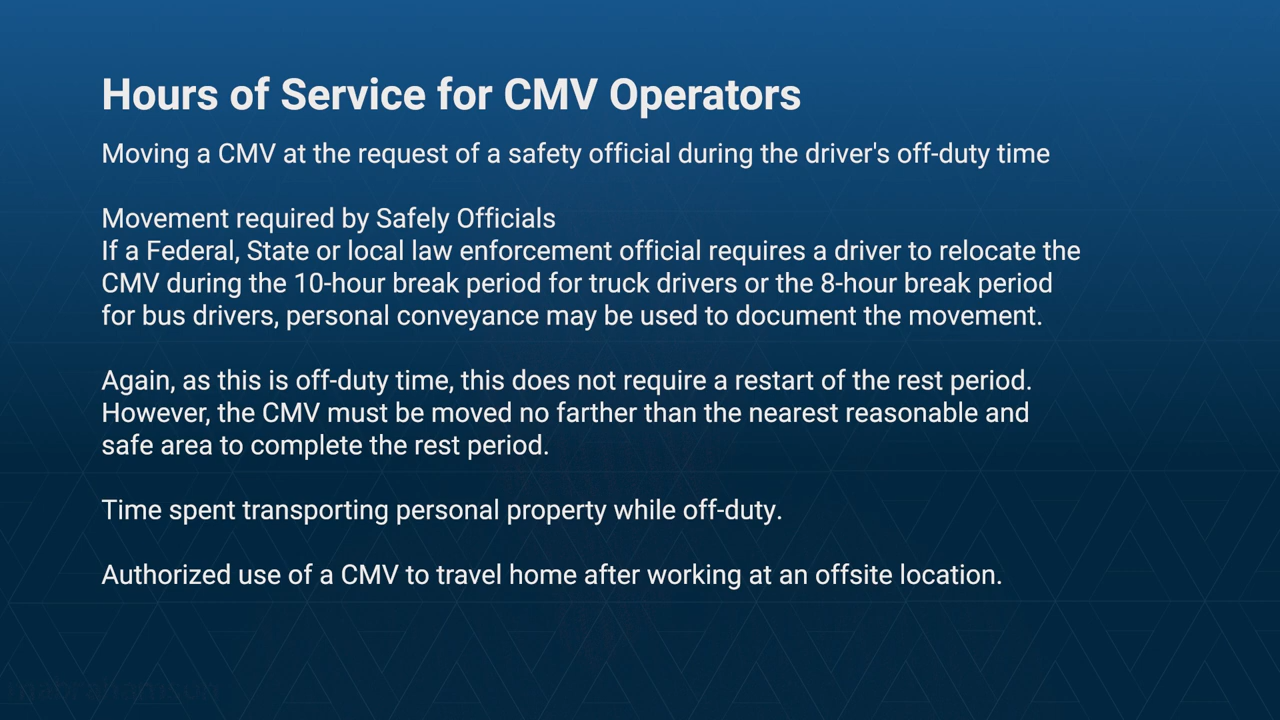 Hours of Service for CMV Operators
Moving a CMV at the request of a safety official during the driver's off-duty time
Movement required by Safely Officials
If a Federal, State or local law enforcement official requires a driver to relocate the
CMV during the 10-hour break period for truck drivers or the 8-hour break period
for bus drivers, personal conveyance may be used to document the movement.
Again, as this is off-duty time, this does not require a restart of the rest period.
However, the CMV must be moved no farther than the nearest reasonable and
safe area to complete the rest period.
Time spent transporting personal property while off-duty.
Authorized use of a CMV to travel home after working at an offsite location.